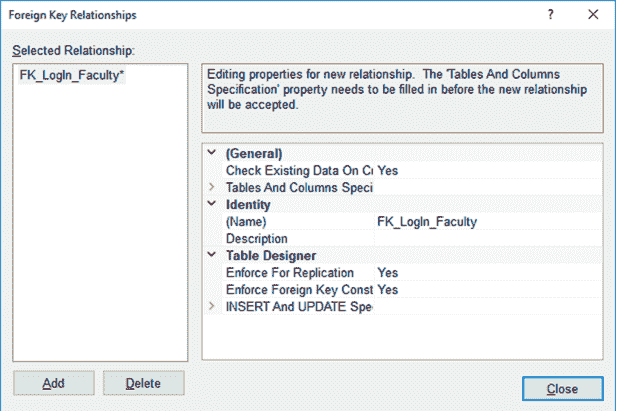 Foreign Key Relationships
?
Selected Relationship:
FK_LogIn_Faculty*
Editing properties for new relationship. The 'Tables And Columns
Specification' property needs to be filled in before the new relationship
will be accepted.
(General)
Check Existing Data On Cr Yes
Tables And Columns Speci
Identity
(Name) FK_LogIn_Faculty
Description
Table Designer
Enforce For Replication Yes
Enforce Foreign Key Const Yes
INSERT And UPDATE Spe
Add Delete
Close